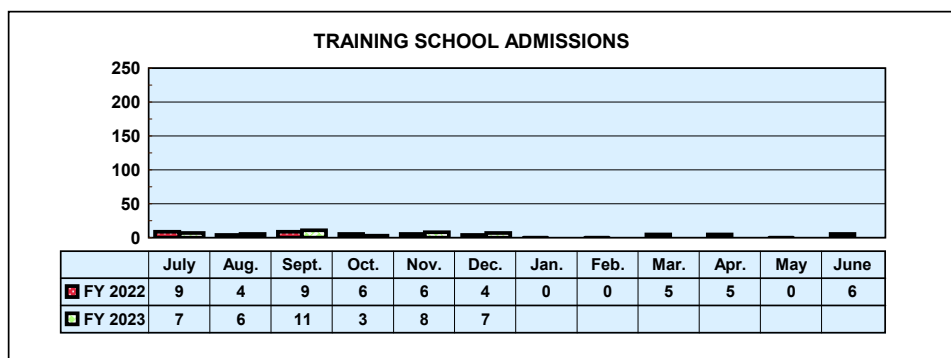 TRAINING SCHOOL ADMISSIONS
250
200
150
100
50
0
July Aug. Sept. Oct. Nov. Dec. Jan. Feb. Mar. Apr. May June
FY 2022 9 4 9 6 6 4 0 0 5 5 0 6
FY 2023 7 6 11 3 8 7